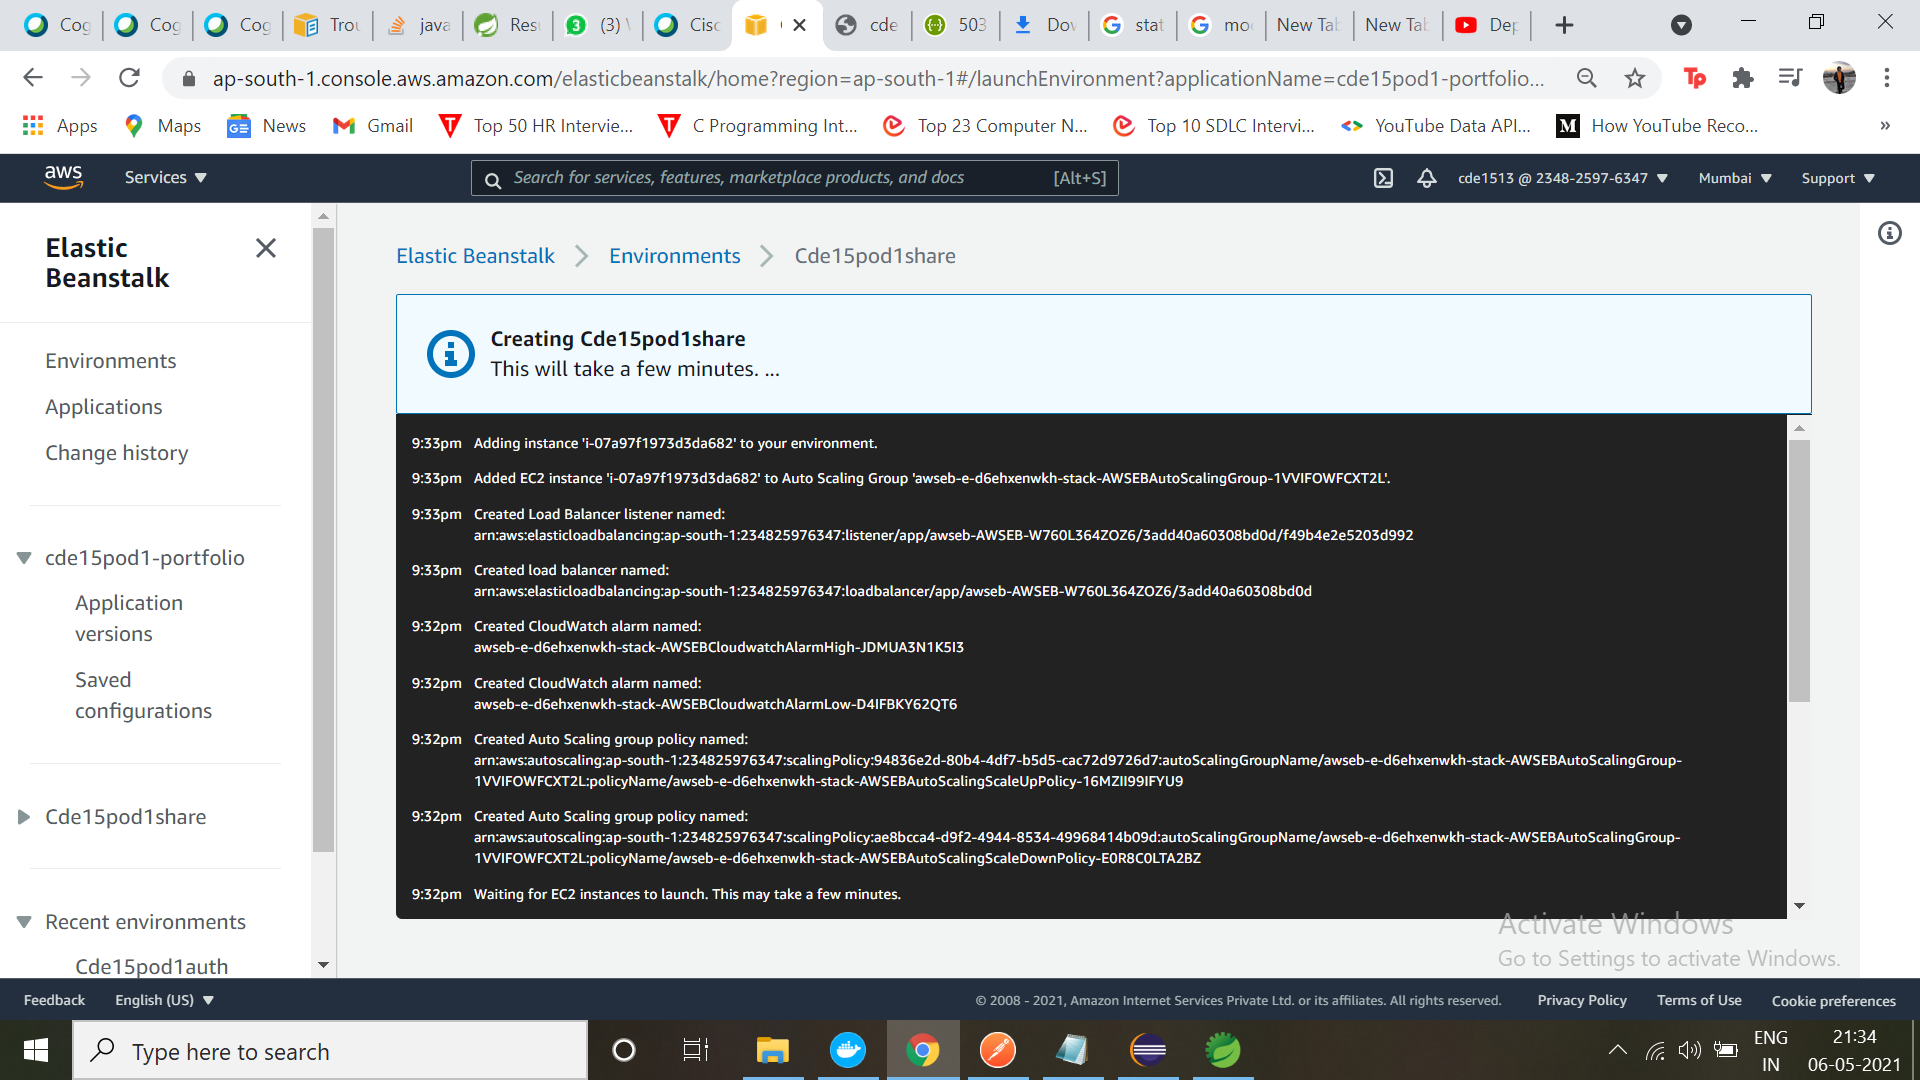 Cog
Cog
Cog
Trou
java
Resu
(3) \
Cisc
cde
503
Dov
stat
mo
New Tab
New Tab
Dep
ap-south-1.console.aws.amazon.com/elasticbeanstalk/home?region=ap-south-1#/launchEnvironment?applicationName=cde15pod1-portfolio...
Apps
Maps
News
Gmail
Top 50 HR Intervie...
C Programming Int...
Top 23 Computer N...
Top 10 SDLC Intervi...
YouTube Data API...
How YouTube Reco...
»
aws
Services
Search for services, features, marketplace products, and docs
[Alt+S]
cde1513 @ 2348-2597-6347
Mumbai
Support
Elastic
Beanstalk
Environments
Applications
Change history
cde15pod1-portfolio
Application
versions
Saved
configurations
Cde15pod1share
Recent environments
Cde15pod1auth
Elastic Beanstalk
Environments
Cde15pod1share
Creating Cde15pod1share
This will take a few minutes. ...
9:33pm Adding instance 'i-07a97f1973d3da682' to your environment.
9:33pm Added EC2 instance 'i-07a97f1973d3da682' to Auto Scaling Group 'awseb-e-d6ehxenwkh-stack-AWSEBAutoScalingGroup-1VVIFOWFCXT2L'.
9:33pm Created Load Balancer listener named:
arn:aws:elasticloadbalancing:ap-south-1:234825976347:listener/app/awseb-AWSEB-W760L364ZOZ6/3add40a60308bd0d/f49b4e2e5203d992
9:33pm Created load balancer named:
arn:aws:elasticloadbalancing:ap-south-1:234825976347:loadbalancer/app/awseb-AWSEB-W760L364ZOZ6/3add40a60308bd0d
9:32pm Created CloudWatch alarm named:
awseb-e-d6ehxenwkh-stack-AWSEBCloudwatchAlarmHigh-JDMUA3N1K5I3
9:32pm Created CloudWatch alarm named:
awseb-e-d6ehxenwkh-stack-AWSEBCloudwatchAlarmLow-D4IFBKY62QT6
9:32pm Created Auto Scaling group policy named:
arn:aws:autoscaling:ap-south-1:234825976347:scalingPolicy:94836e2d-80b4-4df7-b5d5-cac72d9726d7:autoScalingGroupName/awseb-e-d6ehxenwkh-stack-AWSEBAutoScalingGroup-
1VVIFOWFCXT2L:policyName/awseb-e-d6ehxenwkh-stack-AWSEBAutoScalingScaleUpPolicy-16MZII99IFYU9
9:32pm Created Auto Scaling group policy named:
arn:aws:autoscaling:ap-south-1:234825976347:scalingPolicy:ae8bcca4-d9f2-4944-8534-49968414b09d:autoScalingGroupName/awseb-e-d6ehxenwkh-stack-AWSEBAutoScalingGroup-
1VVIFOWFCXT2L:policyName/awseb-e-d6ehxenwkh-stack-AWSEBAutoScalingScaleDownPolicy-E0R8C0LTA2BZ
9:32pm Waiting for EC2 instances to launch. This may take a few minutes.
Activate Windows
Go to Settings to activate Windows.
Feedback
English (US)
© 2008 - 2021, Amazon Internet Services Private Ltd. or its affiliates. All rights reserved.
Privacy Policy
Terms of Use
Cookie preferences
Type here to search
ENG
IN
21:34
06-05-2021